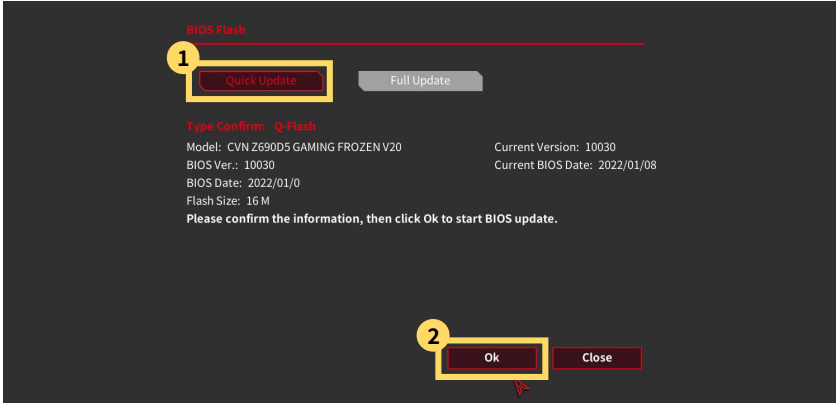 BIOS Flash
1
Quick Update Full Update
Type Confirm: Q-Flash
Model: CVN Z690D5 GAMING FROZEN V20 Current Version: 10030
BIOS Ver.: 10030 Current BIOS Date: 2022/01/08
BIOS Date: 2022/01/0
Flash Size: 16 M
Please confirm the information, then click Ok to start BIOS update.
2
Ok Close